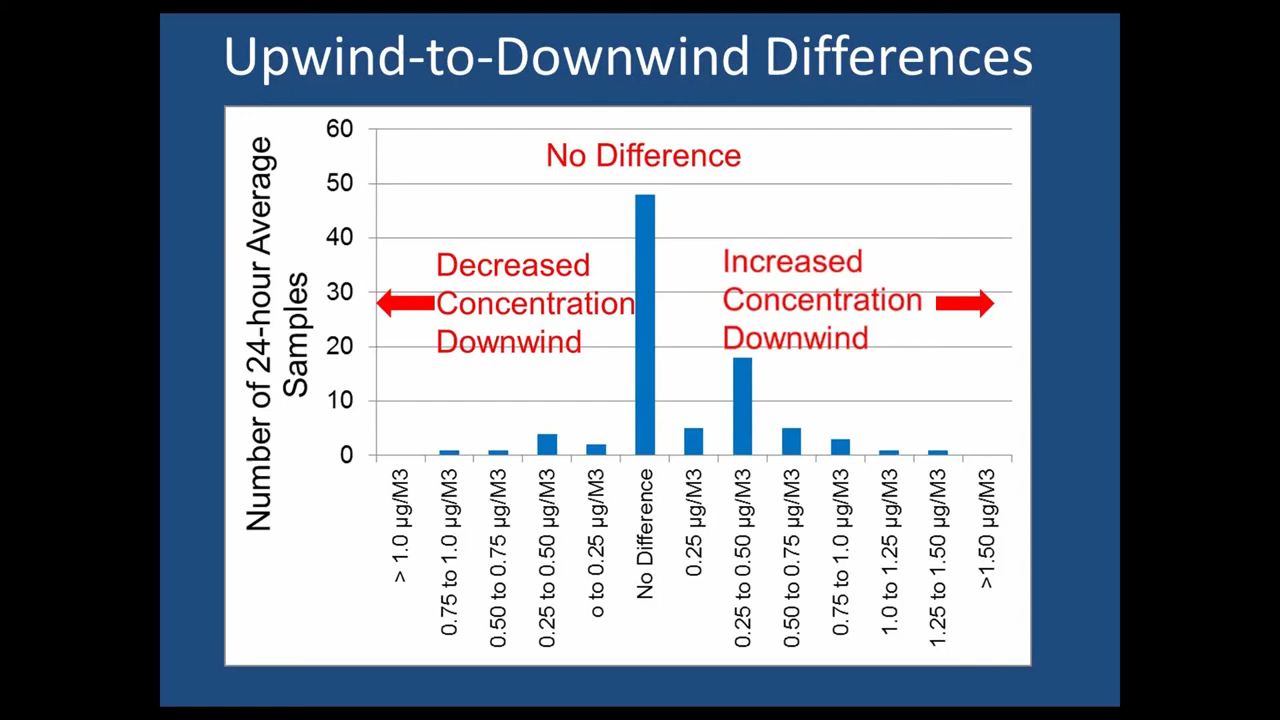 Upwind-to-Downwind Differences
Number of 24-hour Average
Samples
60
50
40
30
20
10
0
No Difference
Decreased
Concentration
Downwind
Increased
Concentration
Downwind
> 1.0 µg/M3
0.75 to 1.0 µg/M3
0.50 to 0.75 µg/M3
0.25 to 0.50 µg/M3
o to 0.25 µg/M3
No Difference
0.25 µg/M3
0.25 to 0.50 µg/M3
0.50 to 0.75 µg/M3
0.75 to 1.0 µg/M3
1.0 to 1.25 µg/M3
1.25 to 1.50 µg/M3
>1.50 µg/M3